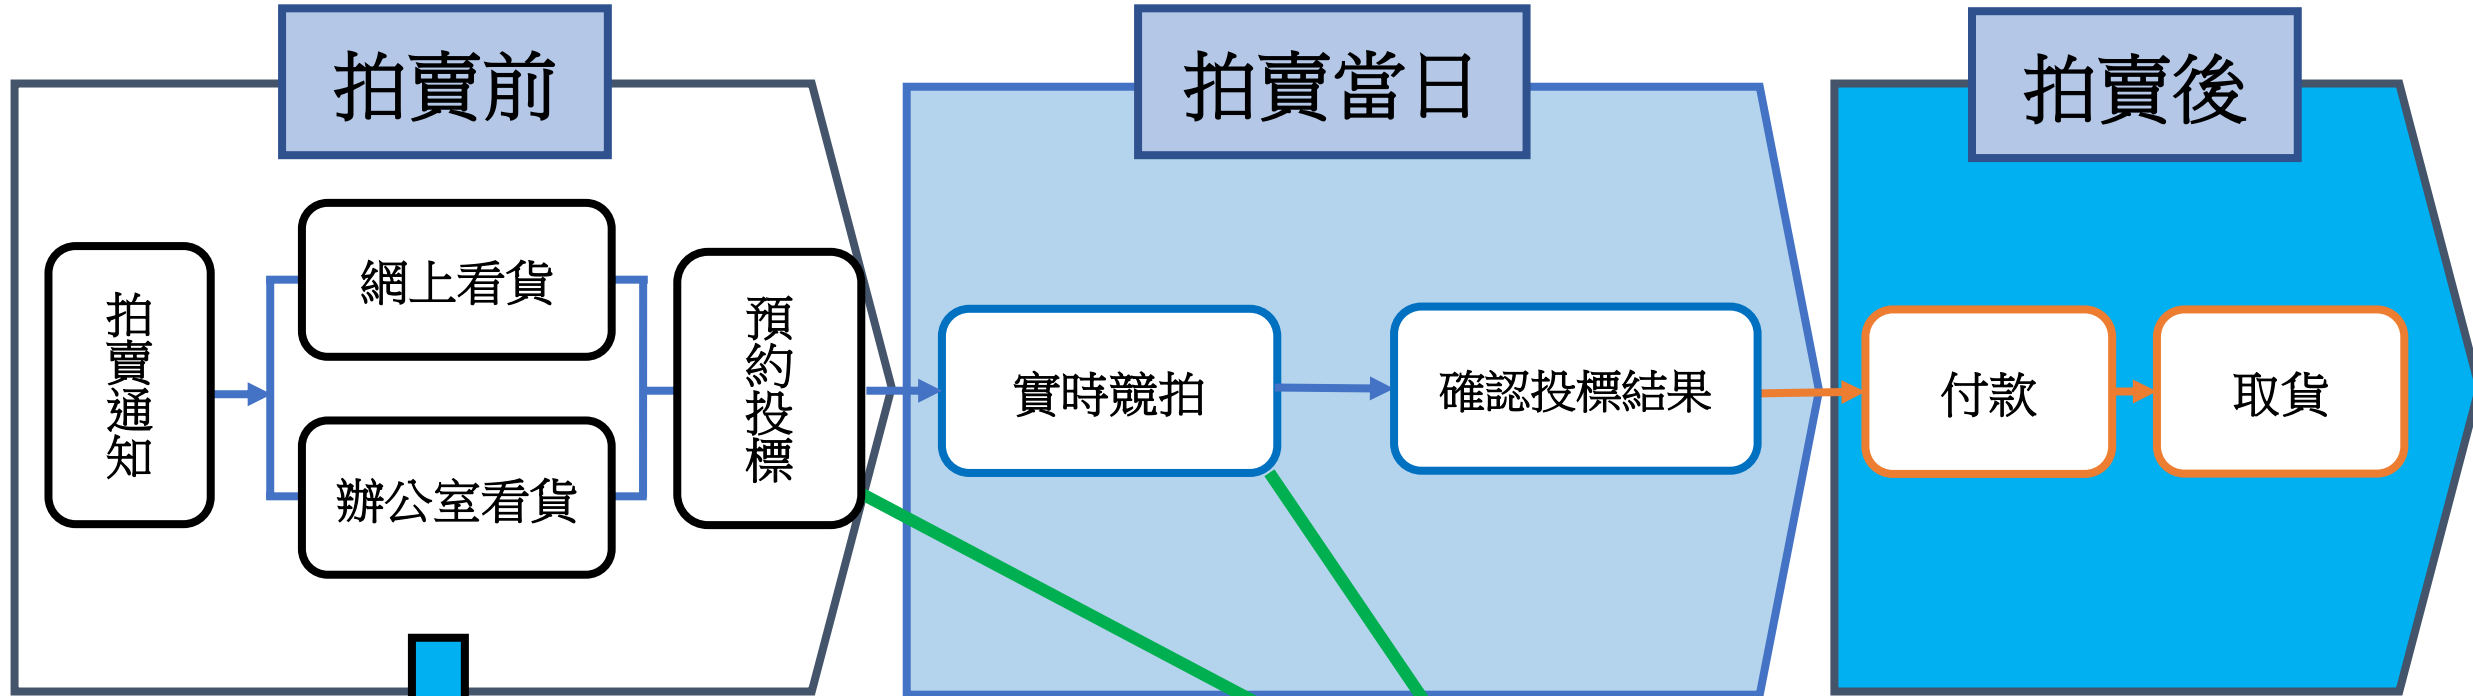 拍賣前
拍賣通知
網上看貨
辦公室看貨
預約投標
拍賣當日
實時競拍
確認投標結果
拍賣後
付款
取貨